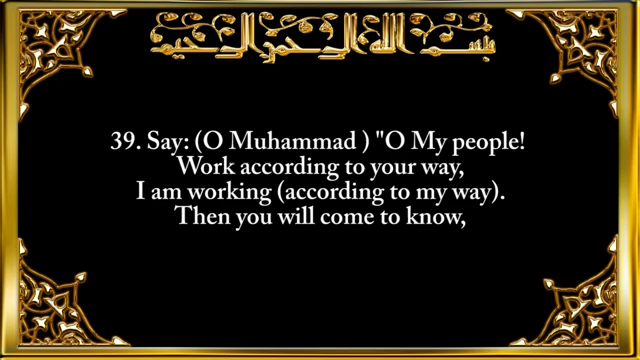 بسم الله الرحمن الرحيم
39. Say: (O Muhammad ) "O My people!
Work according to your way,
I am working (according to my way).
Then you will come to know,